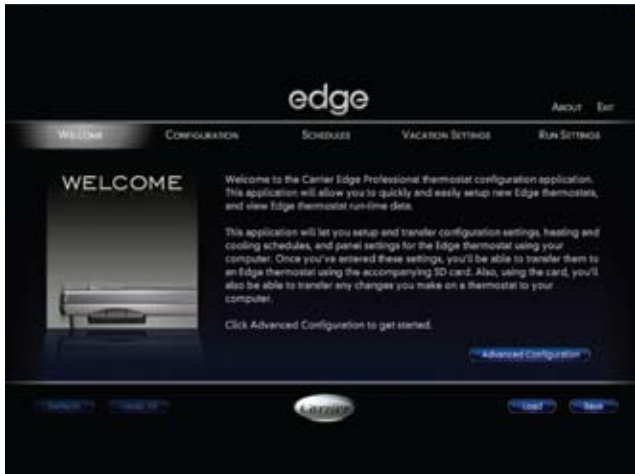 edge
ABOUT EXIT
WELCOME CONFIGURATION SCHEDULES VACATION SETTINGS RUN SETTINGS
WELCOME
Welcome to the Carrier Edge Professional thermostat configuration application.
This application will allow you to quickly and easily setup new Edge thermostats,
and view Edge thermostat run-time data.
This application will let you setup and transfer configuration settings, heating and
cooling schedules, and panel settings for the Edge thermostat using your
computer. Once you've entered these settings, you'll be able to transfer them to
an Edge thermostat using the accompanying SD card. Also, using the card, you'll
also be able to transfer any changes you make on a thermostat to your
computer.
Click Advanced Configuration to get started.
Advanced Configuration
Default Undo All Carrier Load Save